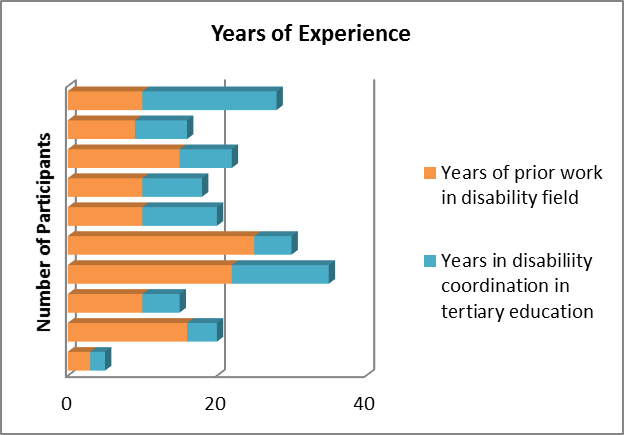 Years of Experience
Number of Participants
Years of prior work
in disability field
Years in disabiliity
coordination in
tertiary education
0 20 40